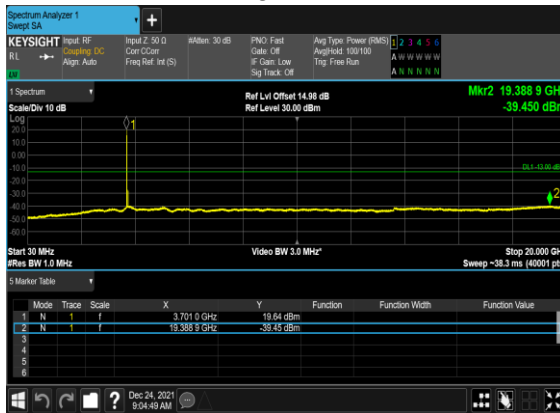 Spectrum Analyzer 1
Swept SA
+
KEYSIGHT Input: RF Input Z: 50 Ω #Atten: 30 dB PNO: Fast Avg Type: Power (RMS) 1 2 3 4 5 6
RL Coupling: DC Corr CCorr Gate: Off Avg|Hold: 100/100 A W W W W W
Align: Auto Freq Ref: Int (S) IF Gain: Low Trig: Free Run
Sig Track: Off A N N N N N
1 Spectrum Ref Lvl Offset 14.98 dB Mkr2 19.388 9 GH
Scale/Div 10 dB Ref Level 30.00 dBm -39.450 dB
Log
20.0
10.0
0.00
-10.0
-20.0
-30.0
-40.0
-50.0
-60.0
1
DL1 -13.00 dB
2
Start 30 MHz Video BW 3.0 MHz* Stop 20.000 GH
#Res BW 1.0 MHz Sweep ~38.3 ms (40001 pt
5 Marker Table
Mode Trace Scale X Y Function Function Width Function Value
1 N 1 f 3.701 0 GHz 19.64 dBm
2 N 1 f 19.388 9 GHz -39.45 dBm
3
4
5
6
? Dec 24, 2021
9:04:49 AM